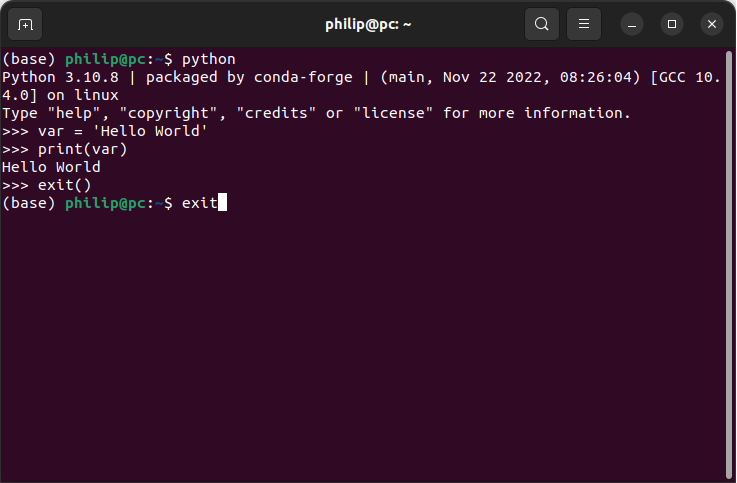 philip@pc: ~
(base) philip@pc:~$ python
Python 3.10.8 | packaged by conda-forge | (main, Nov 22 2022, 08:26:04) [GCC 10.
4.0] on linux
Type "help", "copyright", "credits" or "license" for more information.
>>> var = 'Hello World'
>>> print(var)
Hello World
>>> exit()
(base) philip@pc:~$ exit